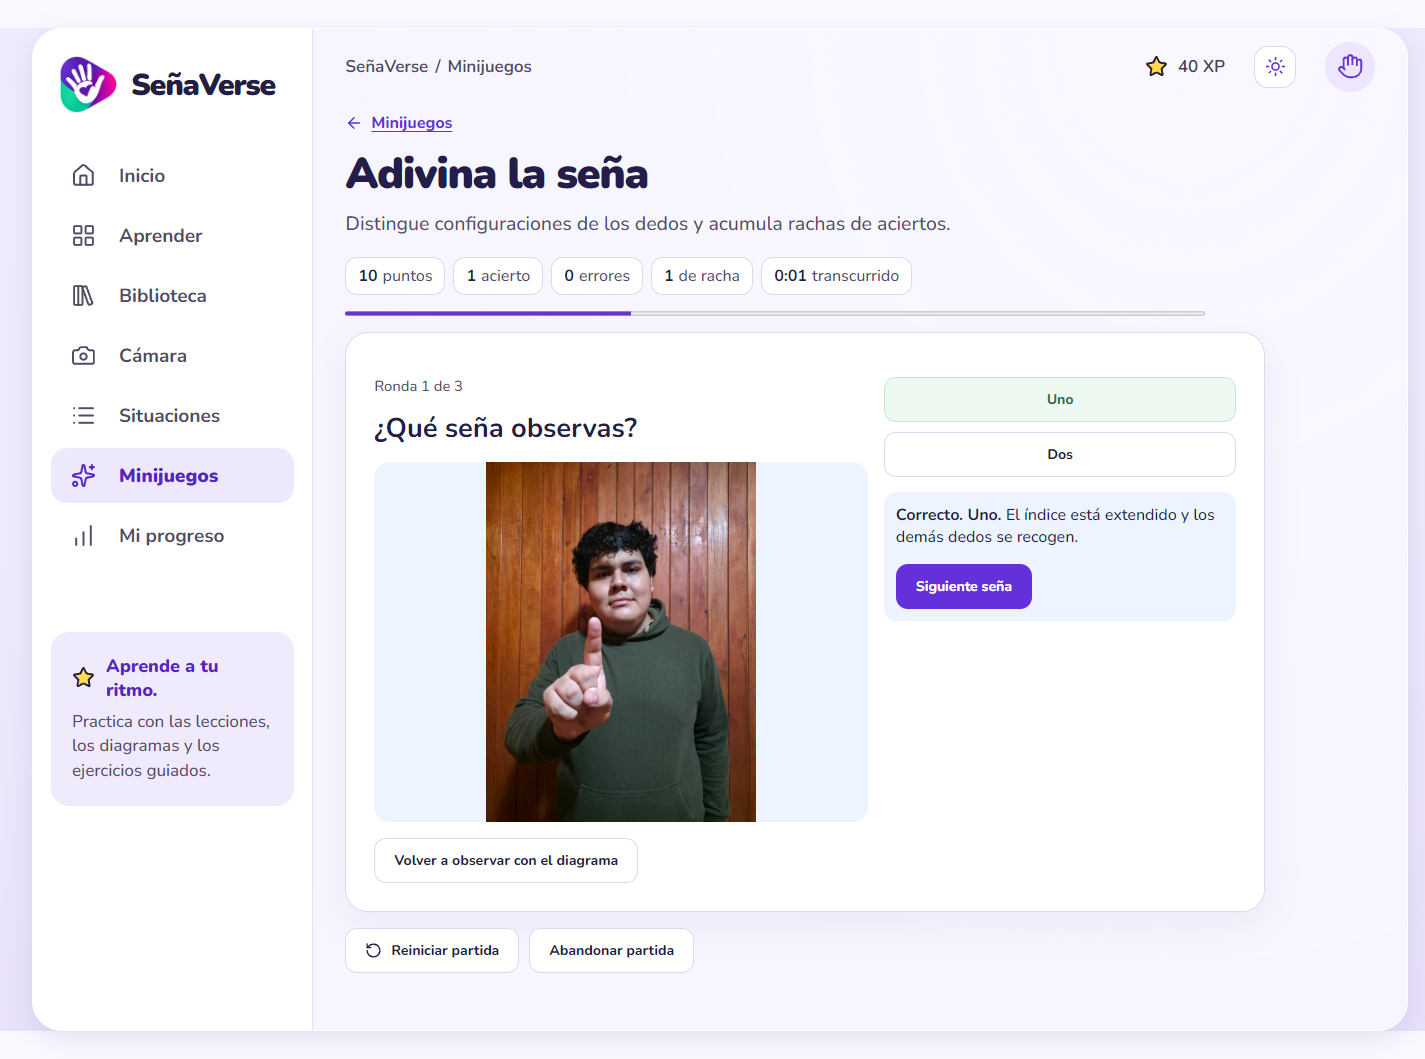 SeñaVerse
Inicio
Aprender
Biblioteca
Cámara
Situaciones
Minijuegos
Mi progreso
Aprende a tu
ritmo.
Practica con las lecciones,
los diagramas y los
ejercicios guiados.
SeñaVerse / Minijuegos
40 XP
Minijuegos
Adivina la seña
Distingue configuraciones de los dedos y acumula rachas de aciertos.
10 puntos
1 acierto
0 errores
1 de racha
0:01 transcurrido
Ronda 1 de 3
¿Qué seña observas?
Volver a observar con el diagrama
Uno
Dos
Correcto. Uno. El índice está extendido y los
demás dedos se recogen.
Siguiente seña
Reiniciar partida
Abandonar partida